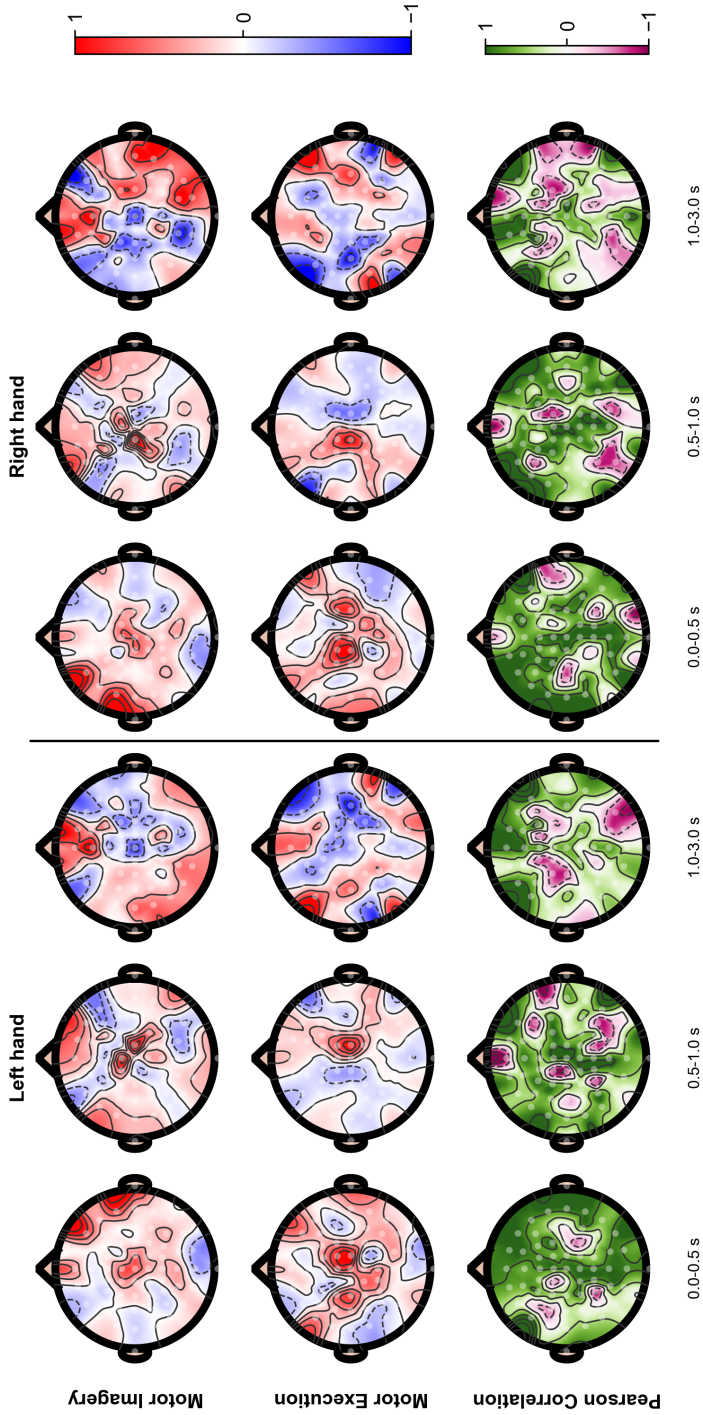 Left hand
Right hand
Motor Imagery
1
0
−1
Motor Execution
Pearson Correlation
1
0
−1
0.0-0.5 s
0.5-1.0 s
1.0-3.0 s
0.0-0.5 s
0.5-1.0 s
1.0-3.0 s